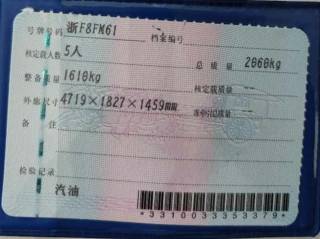 号牌号码 浙F8FM61 档案编号
核定载人数 5人 总质量 2060kg
整备质量 1610kg 核定载质量 --
外廓尺寸 4719×1827×1459mm 准牵引总质量 --
备注
检验记录
汽油
*3310033353379*